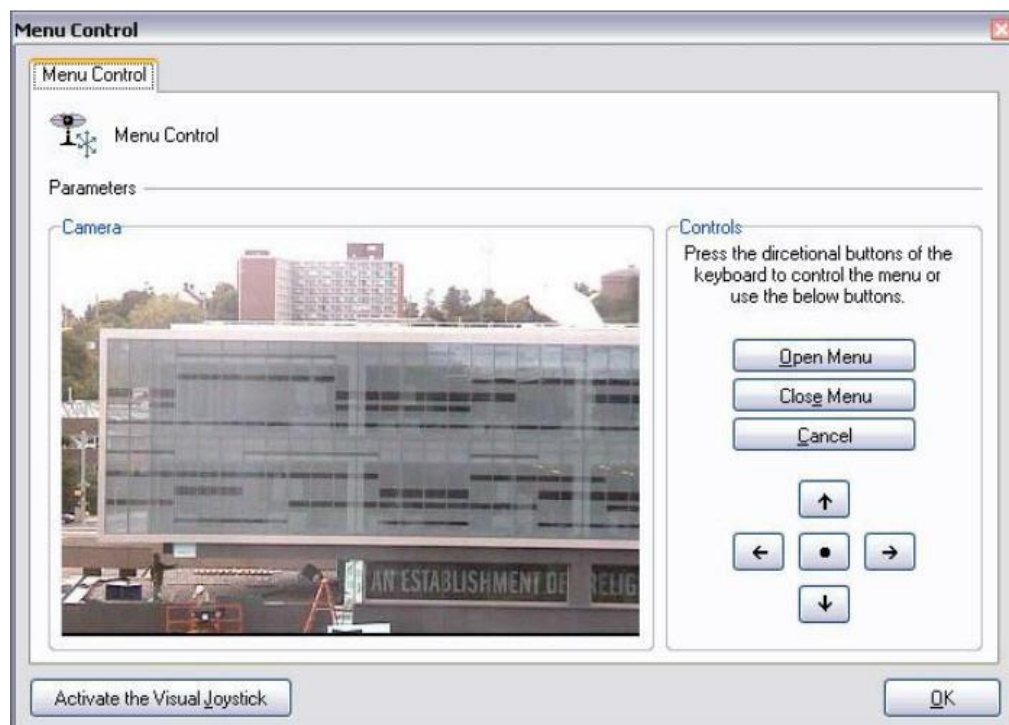 Menu Control
Menu Control
Menu Control
Parameters
Camera
AN ESTABLISHMENT OF
RELIG
Controls
Press the dircetional buttons of the
keyboard to control the menu or
use the below buttons.
Open Menu
Close Menu
Cancel
Activate the Visual Joystick
OK